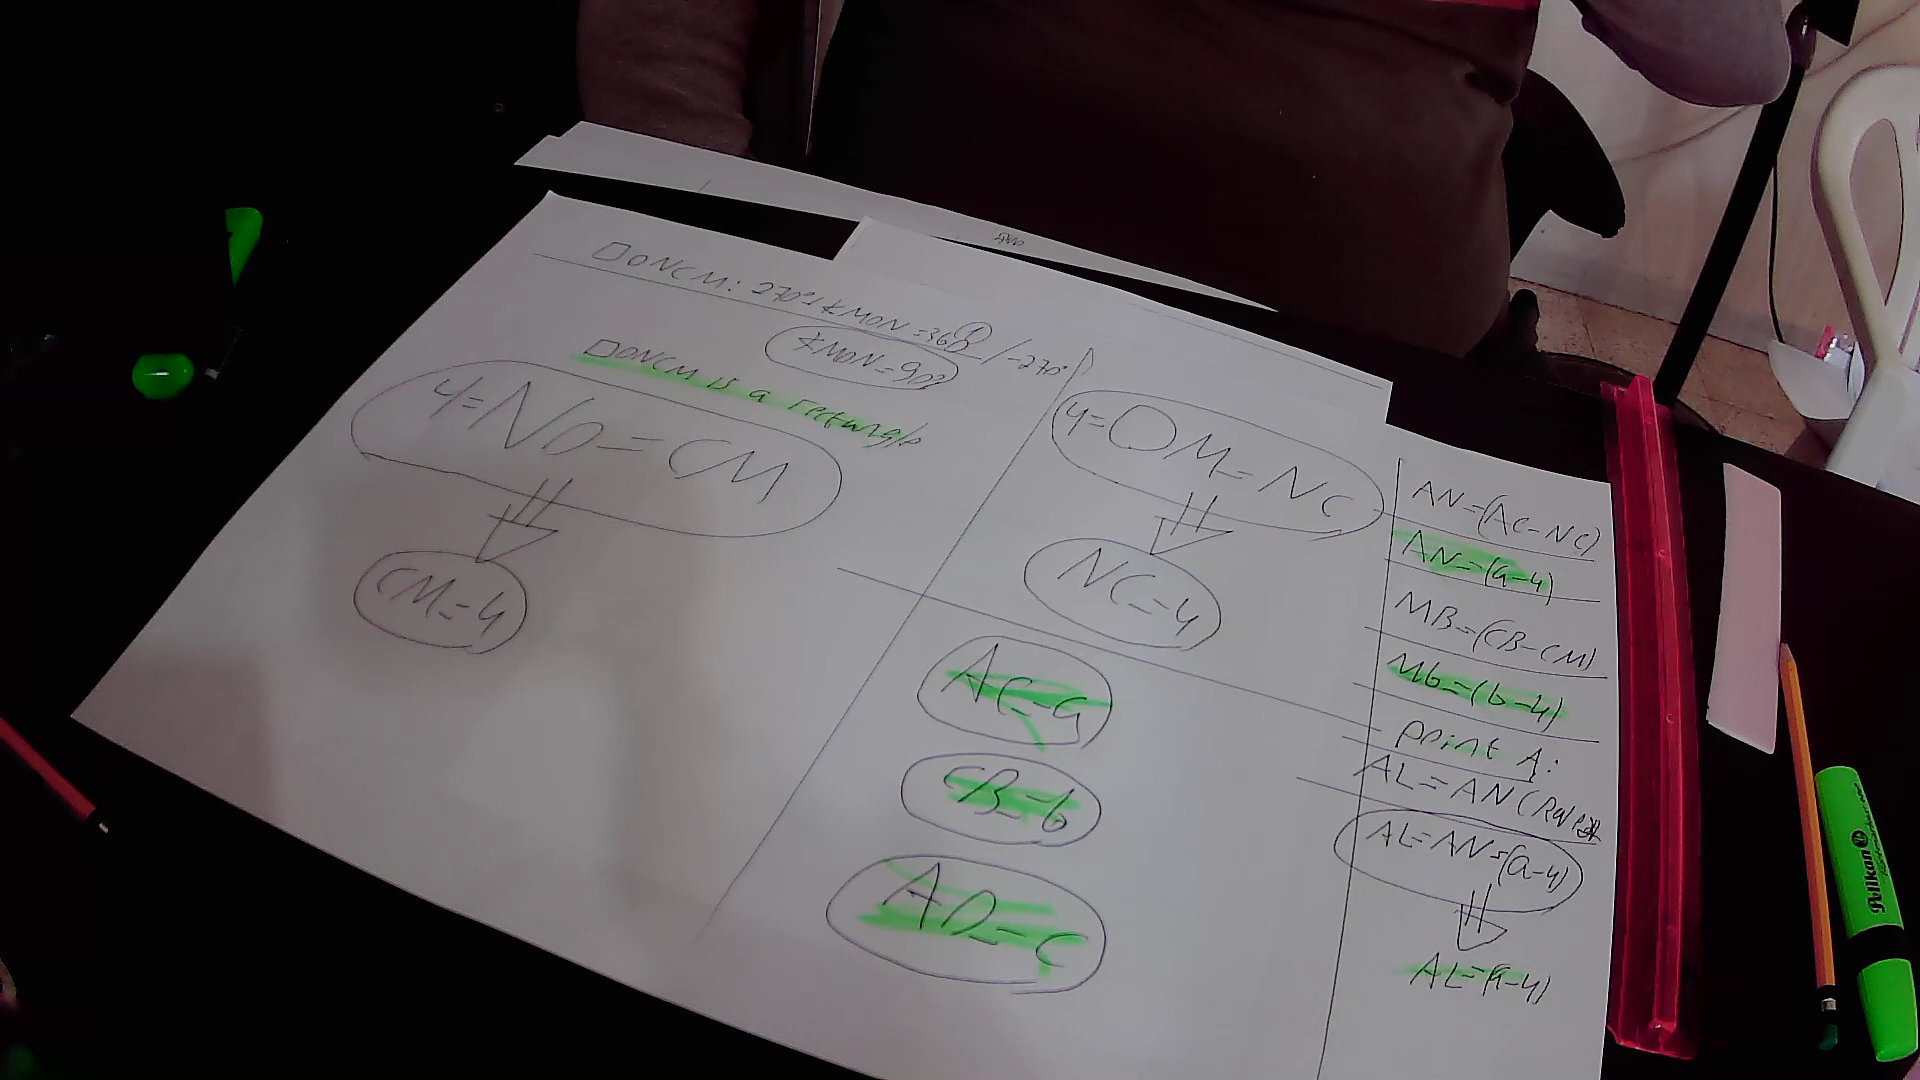 □ONCM: 270°+∢MON=360 /-270°
∢MON=90°
□ONCM is a rectangle
4=NO=CM
CM=4
4=OM=NC
NC=4
AC=a
CB=b
AD=c
AN=(AC-NC)
AN=(a-4)
MB=(CB-CM)
Mb=(b-4)
point A:
AL=AN
AL=AN=(a-4)
AL=(a-4)
Pelikan